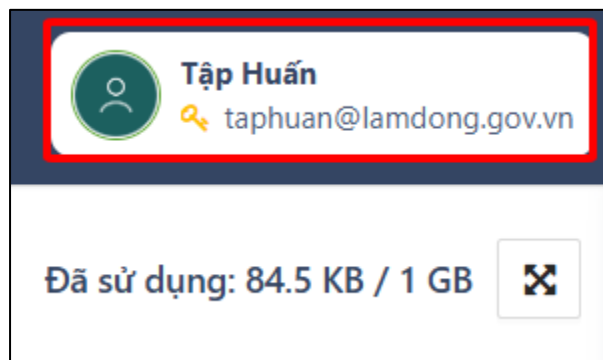 Tập Huấn
taphuan@lamdong.gov.vn
Đã sử dụng: 84.5 KB / 1 GB